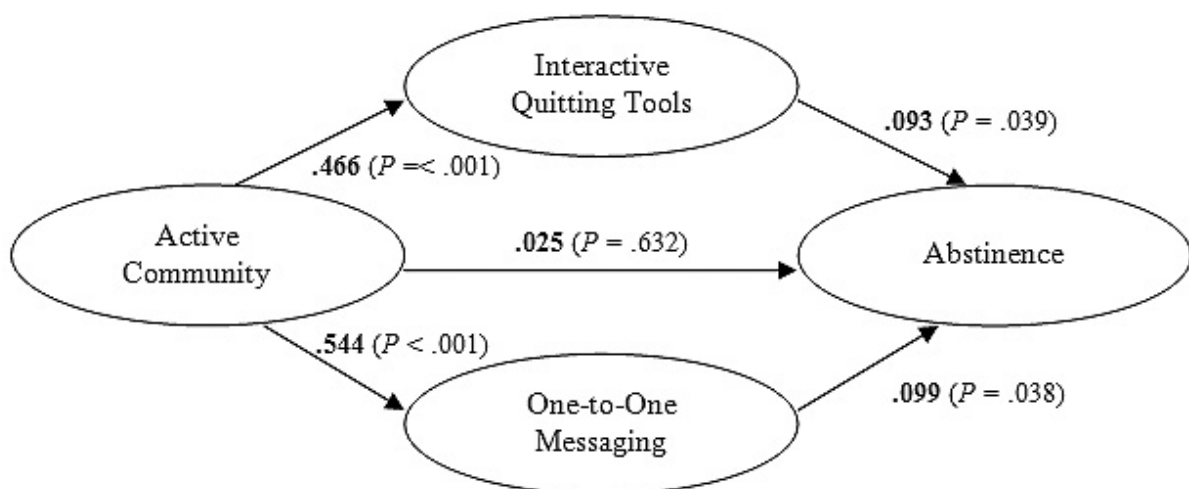 Interactive
Quitting Tools
.093 (P = .039)
.466 (P =< .001)
Active
Community
.025 (P = .632)
Abstinence
.544 (P < .001)
One-to-One
Messaging
.099 (P = .038)